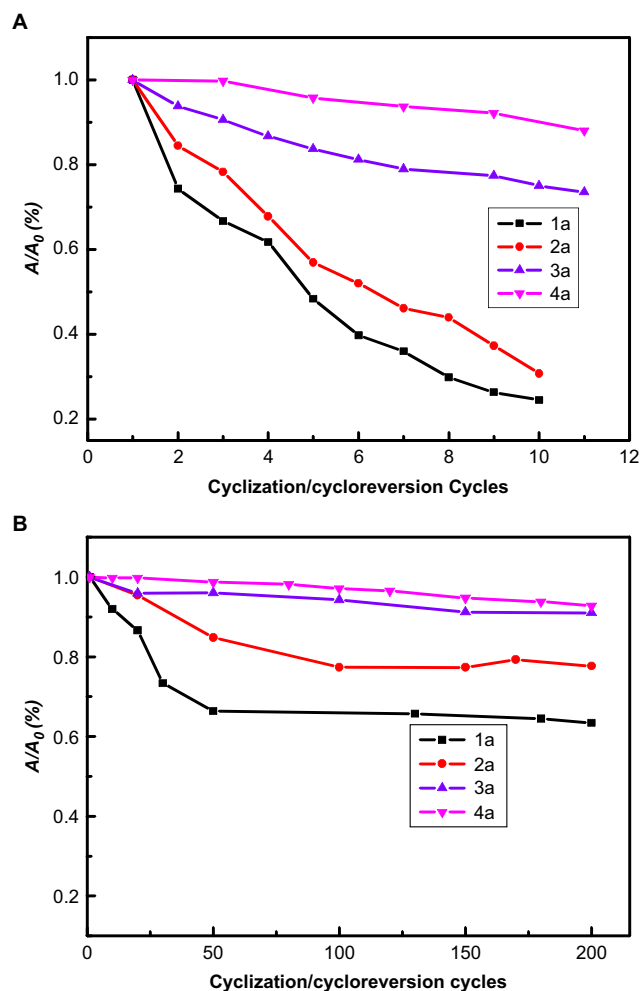 A
1.0
0.8
0.6
0.4
0.2
A/A0 (%)
1a
2a
3a
4a
0 2 4 6 8 10 12
Cyclization/cycloreversion Cycles
B
1.0
0.8
0.6
0.4
0.2
A/A0 (%)
1a
2a
3a
4a
0 50 100 150 200
Cyclization/cycloreversion cycles